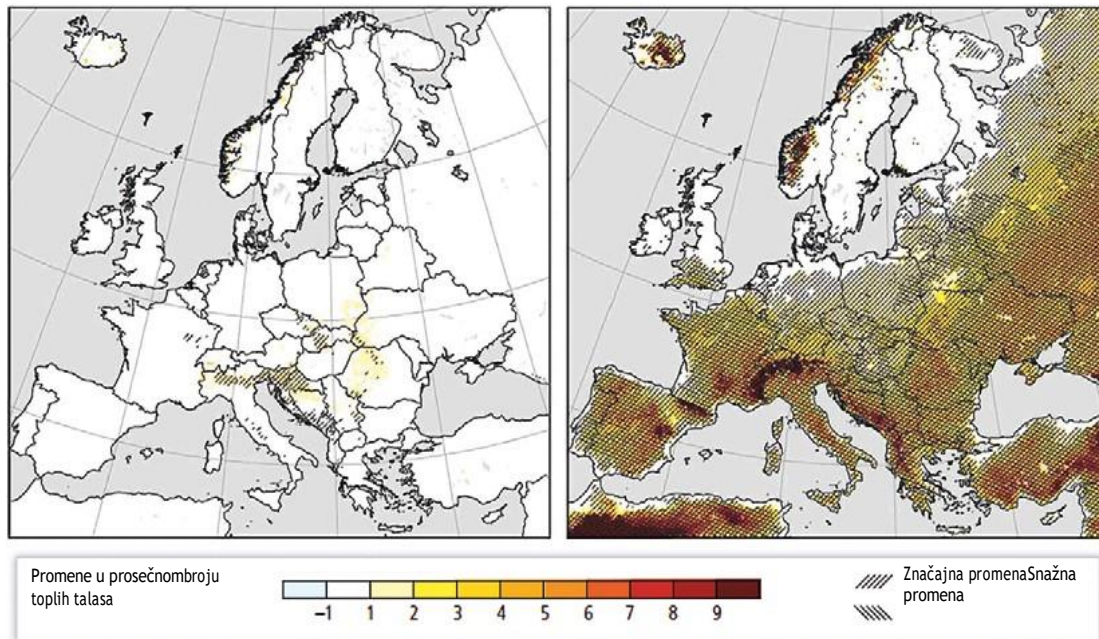 Promene u prosečnombroju
toplih talasa
−1 1 2 3 4 5 6 7 8 9
Značajna promenaSnažna
promena